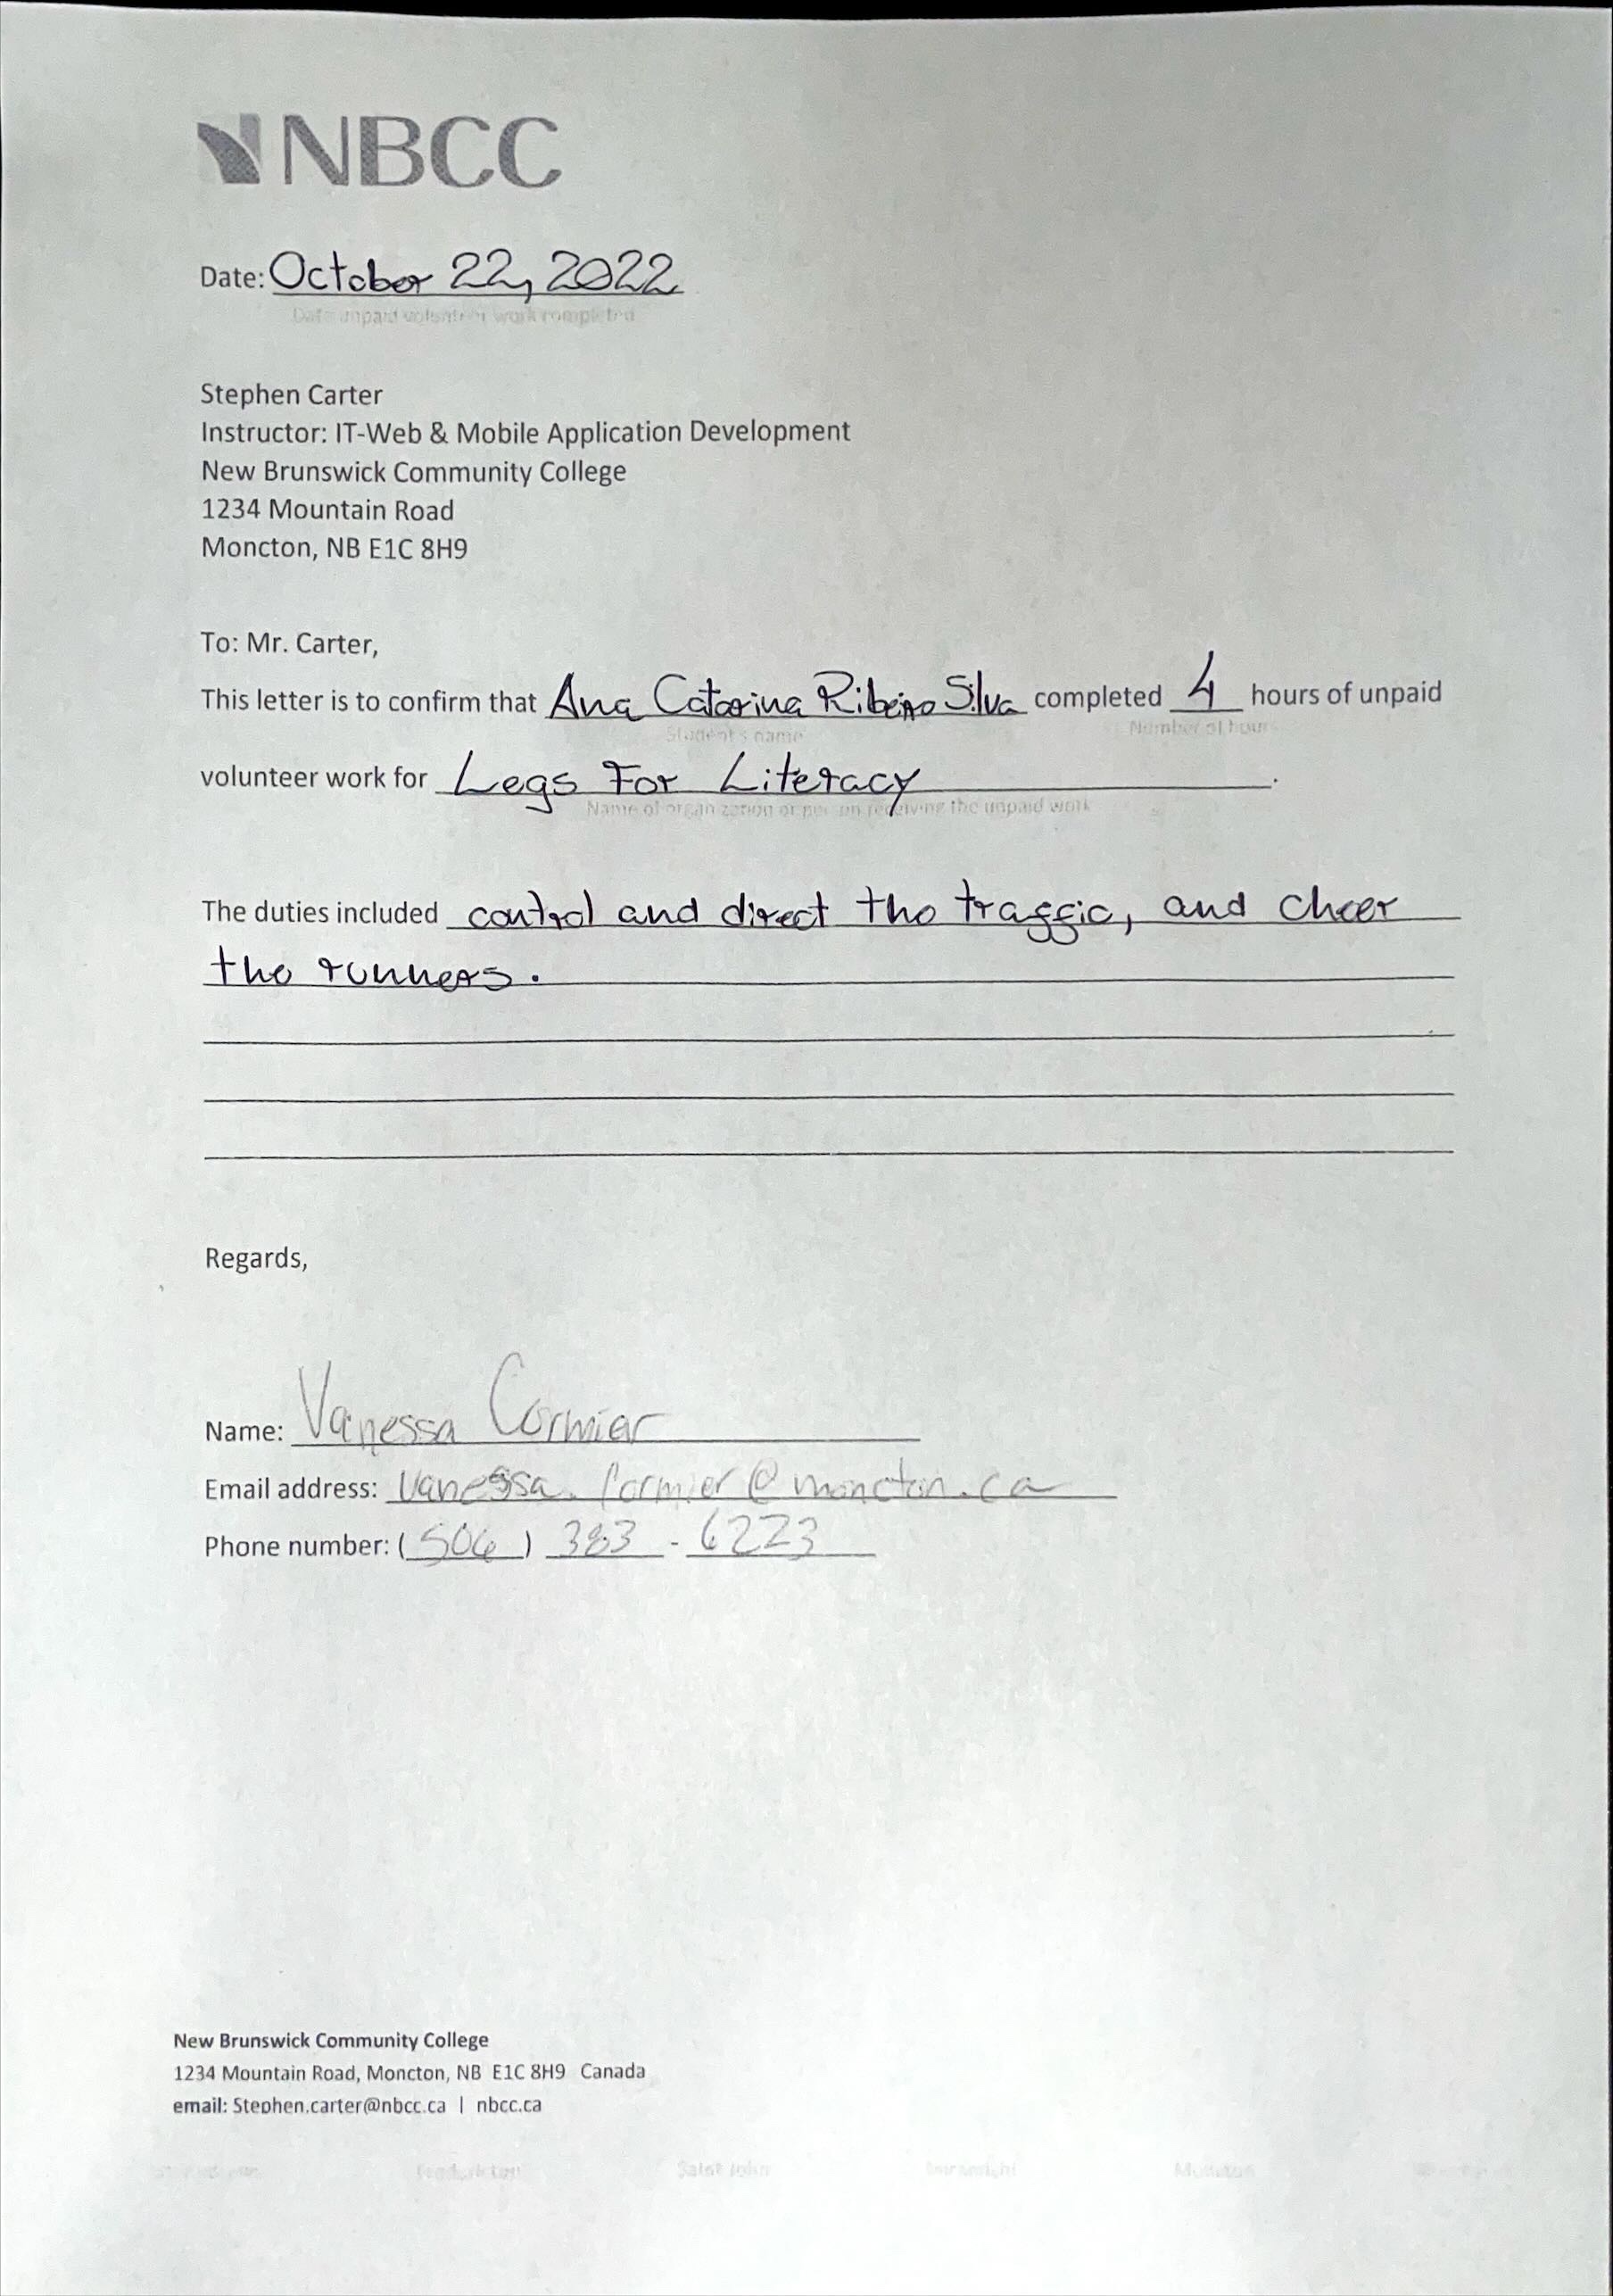 NBCC
Date: October 22, 2022
Date unpaid volunteer work completed
Stephen Carter
Instructor: IT-Web & Mobile Application Development
New Brunswick Community College
1234 Mountain Road
Moncton, NB E1C 8H9
To: Mr. Carter,
This letter is to confirm that Ana Catarina Ribeiro Silva completed 4 hours of unpaid
Student's name Number of hours
volunteer work for Legs For Literacy.
Name of organization or person receiving the unpaid work
The duties included control and direct the traffic, and cheer
the runners.
Regards,
Name: Vanessa Cormier
Email address: vanessa.cormier@moncton.ca
Phone number: (506) 383 - 6223
New Brunswick Community College
1234 Mountain Road, Moncton, NB E1C 8H9 Canada
email: Stephen.carter@nbcc.ca | nbcc.ca
Fredericton Saint John Miramichi Moncton